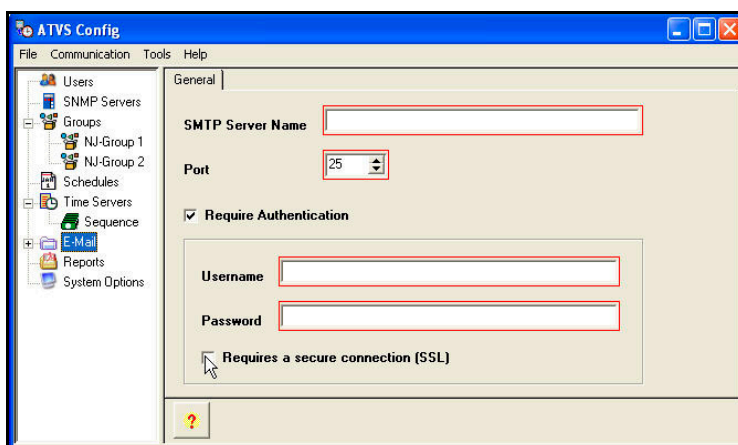 ATVS Config
File Communication Tools Help
Users
SNMP Servers
Groups
NJ-Group 1
NJ-Group 2
Schedules
Time Servers
Sequence
E-Mail
Reports
System Options
General
SMTP Server Name
Port 25
Require Authentication
Username
Password
Requires a secure connection (SSL)
?